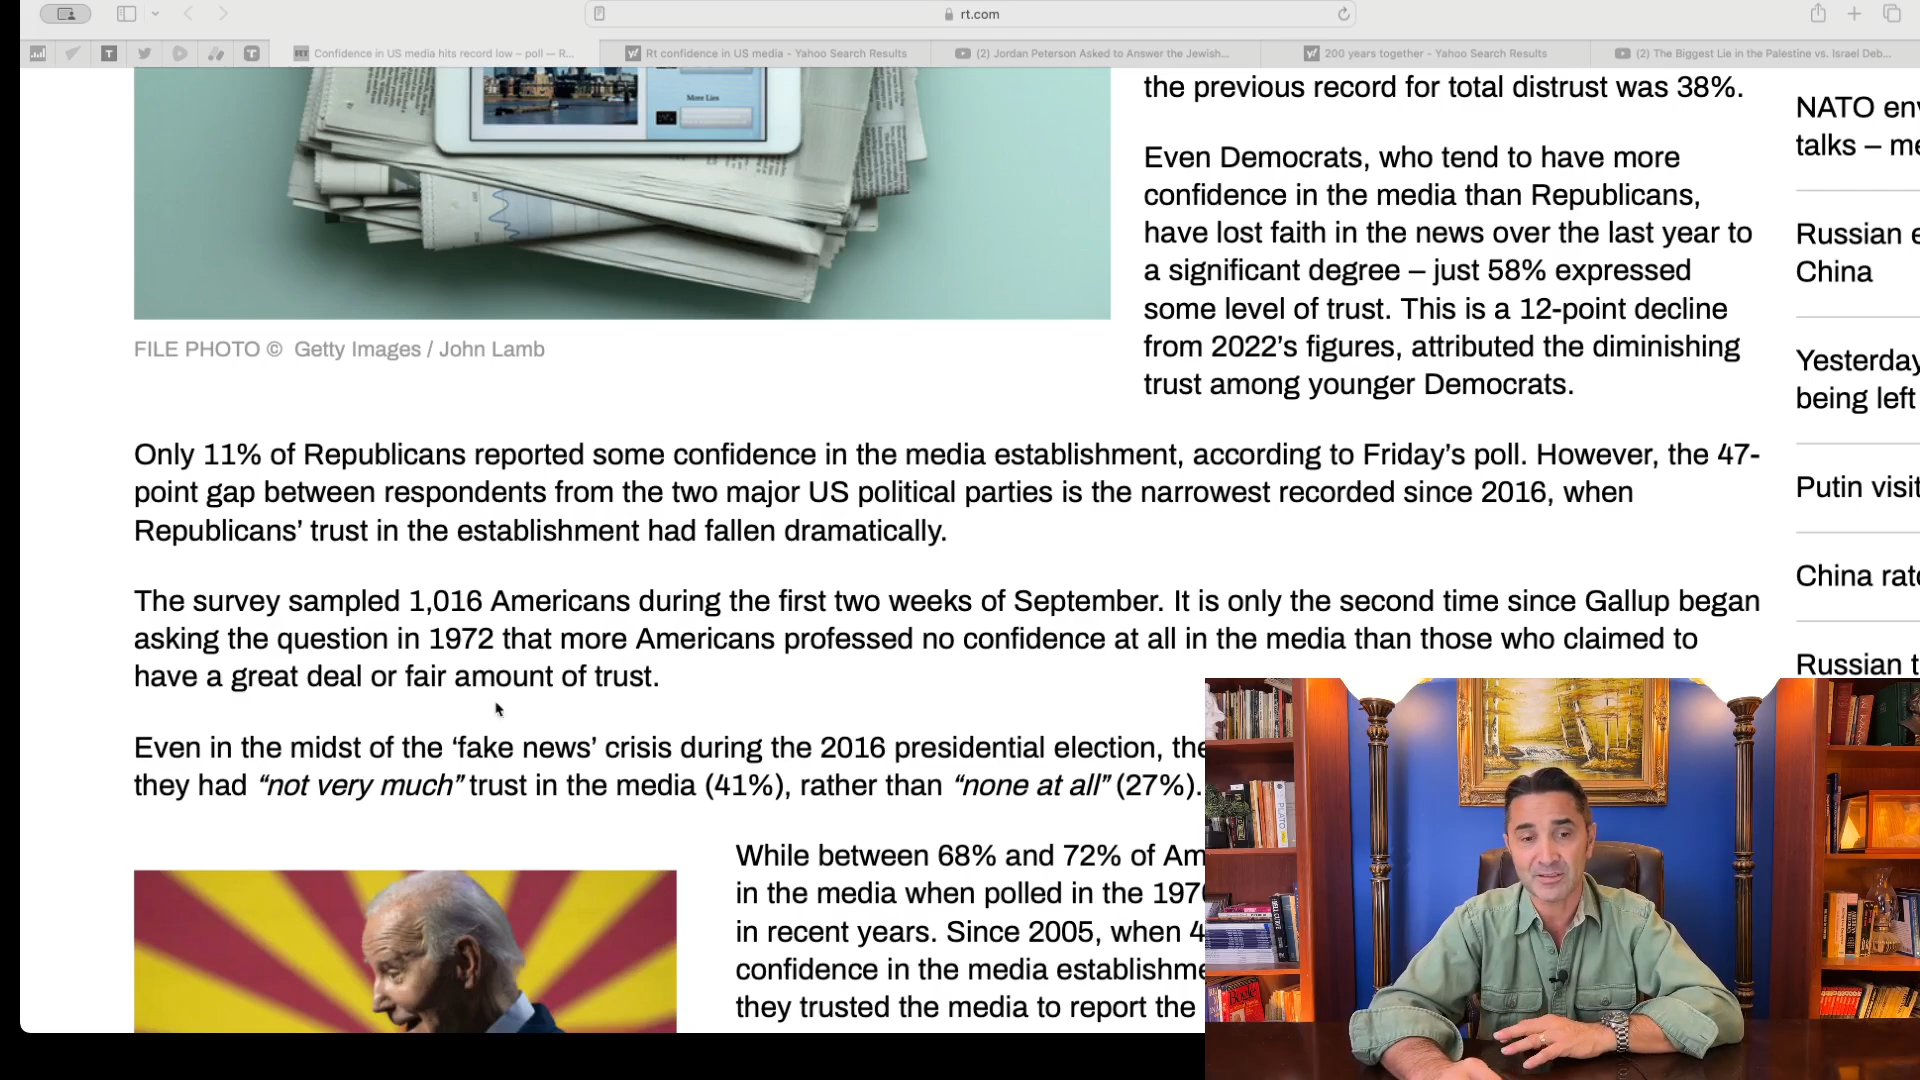 rt.com
Confidence in US media hits record low – poll — R...
Rt confidence in US media - Yahoo Search Results
(2) Jordan Peterson Asked to Answer the Jewish...
200 years together - Yahoo Search Results
(2) The Biggest Lie in the Palestine vs. Israel Deb...
More Lies
the previous record for total distrust was 38%.
Even Democrats, who tend to have more
confidence in the media than Republicans,
have lost faith in the news over the last year to
a significant degree – just 58% expressed
some level of trust. This is a 12-point decline
from 2022’s figures, attributed the diminishing
trust among younger Democrats.
FILE PHOTO © Getty Images / John Lamb
Only 11% of Republicans reported some confidence in the media establishment, according to Friday’s poll. However, the 47-
point gap between respondents from the two major US political parties is the narrowest recorded since 2016, when
Republicans’ trust in the establishment had fallen dramatically.
The survey sampled 1,016 Americans during the first two weeks of September. It is only the second time since Gallup began
asking the question in 1972 that more Americans professed no confidence at all in the media than those who claimed to
have a great deal or fair amount of trust.
Even in the midst of the ‘fake news’ crisis during the 2016 presidential election, the
they had “not very much” trust in the media (41%), rather than “none at all” (27%).
While between 68% and 72% of Am
in the media when polled in the 197
in recent years. Since 2005, when 4
confidence in the media establishme
they trusted the media to report the
NATO env
talks – me
Russian e
China
Yesterday
being left
Putin visit
China rate
Russian t
PLATO